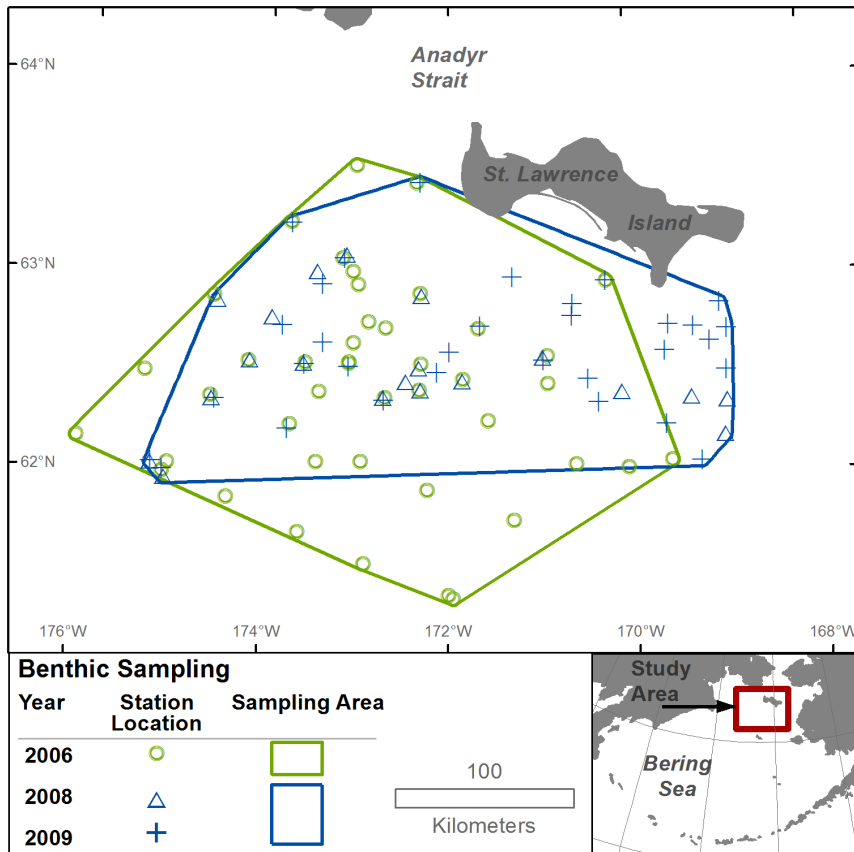 64°N
Anadyr
Strait
St. Lawrence
Island
63°N
62°N
176°W
174°W
172°W
170°W
168°W
Benthic Sampling
Year
Station
Location
Sampling Area
2006
2008
2009
100
Kilometers
Study
Area
Bering
Sea